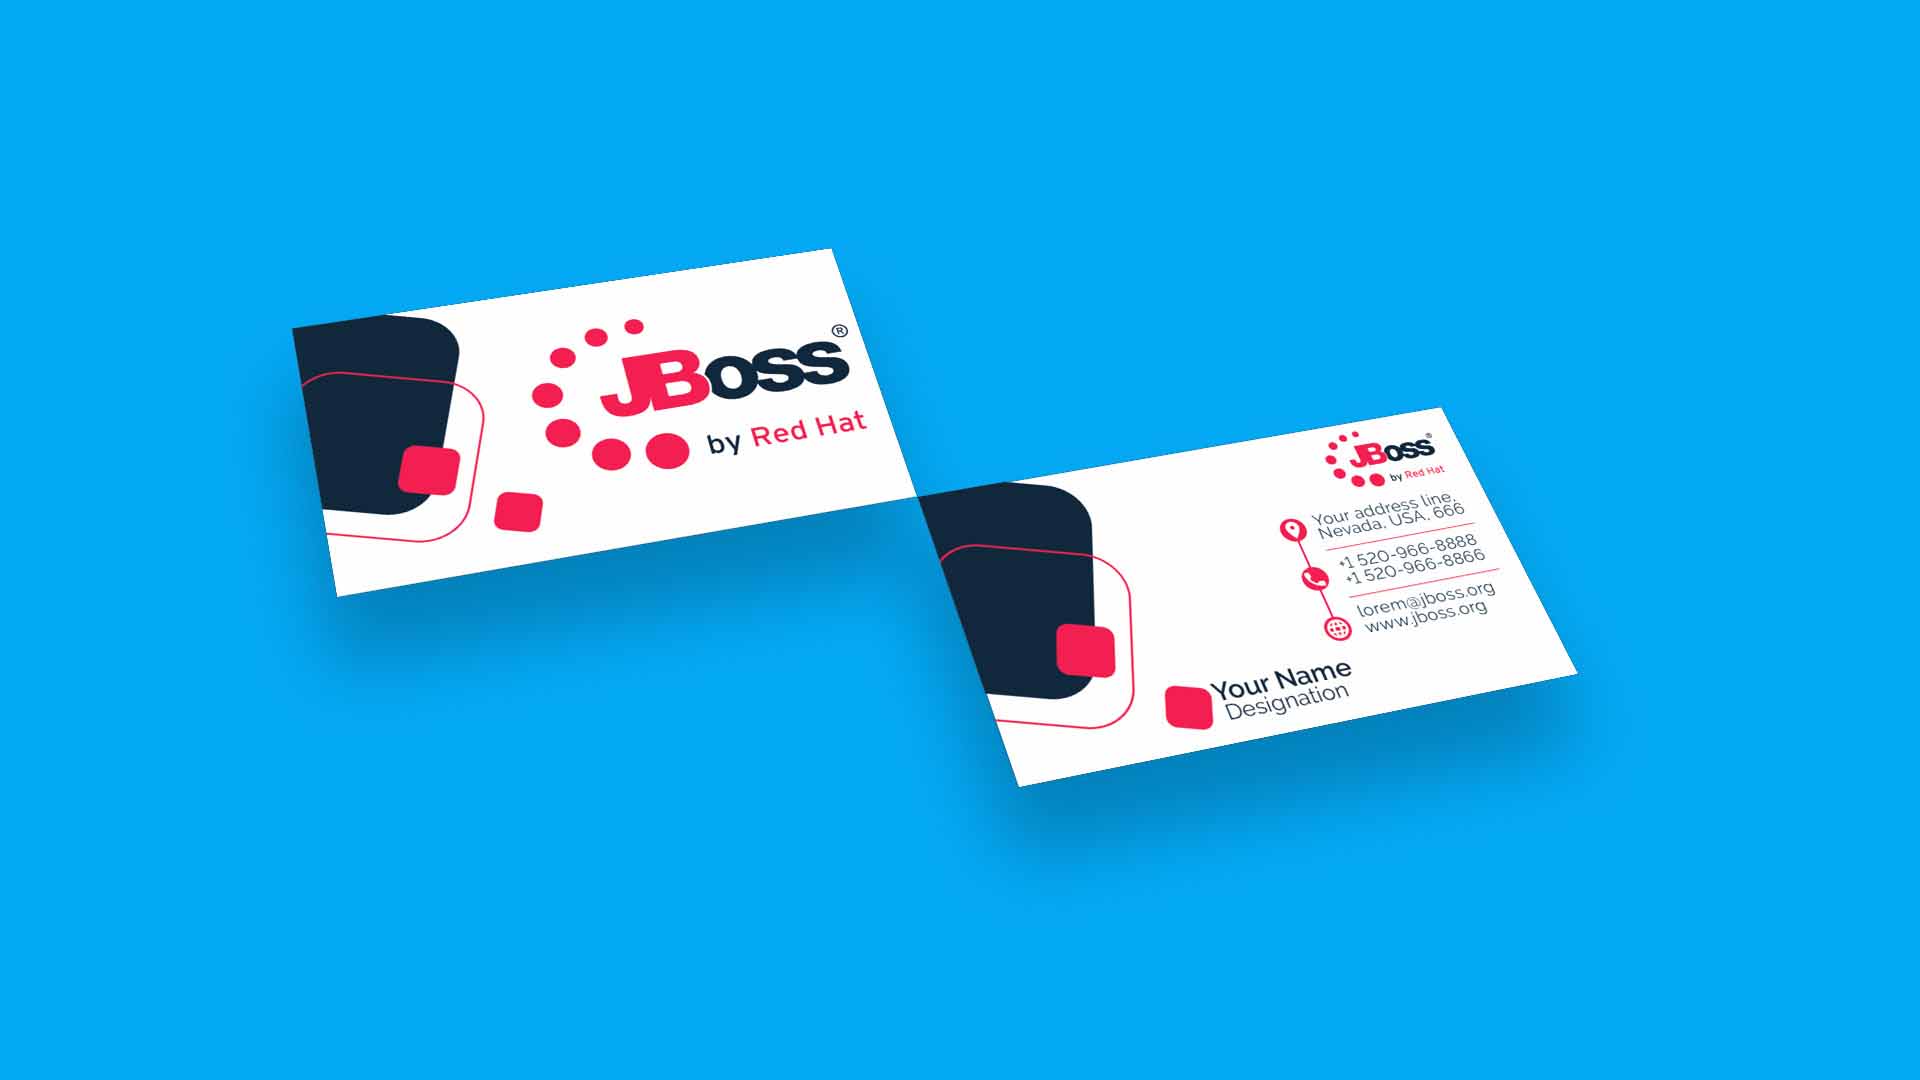 JBoss®
by Red Hat
JBoss®
by Red Hat
Your address line,
Nevada, USA, 666
+1 520-966-8888
+1 520-966-8866
lorem@jboss.org
www.jboss.org
Your Name
Designation